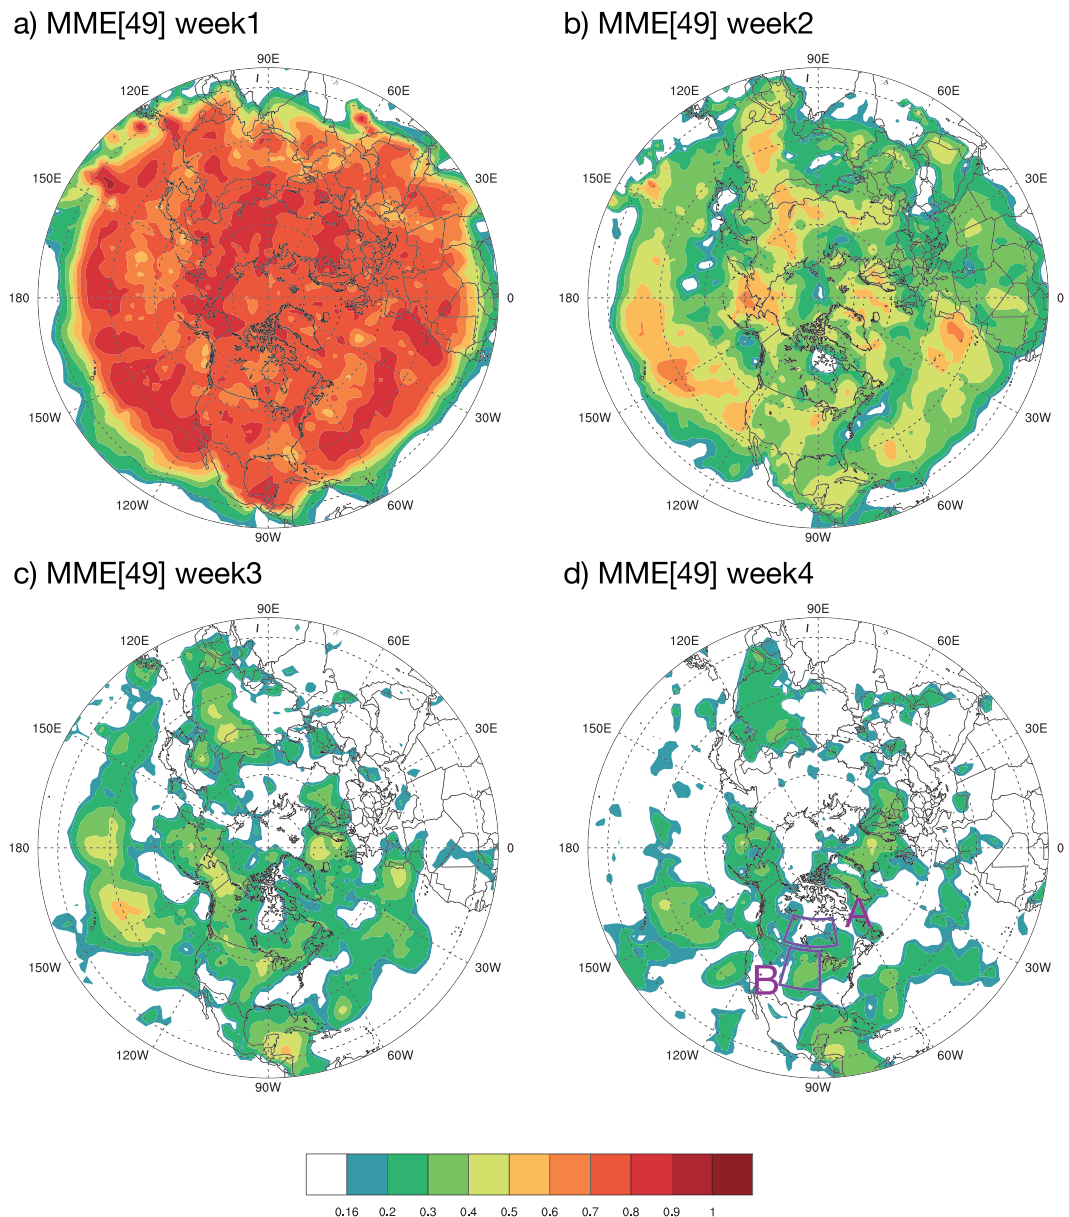 a) MME[49] week1
b) MME[49] week2
90E
120E
60E
150E
30E
180
0
150W
30W
120W
60W
90W
90E
120E
60E
150E
30E
180
0
150W
30W
120W
60W
90W
c) MME[49] week3
d) MME[49] week4
90E
120E
60E
150E
30E
180
0
150W
30W
120W
60W
90W
90E
120E
60E
150E
30E
180
0
A
B
150W
30W
120W
60W
90W
0.16 0.2 0.3 0.4 0.5 0.6 0.7 0.8 0.9 1